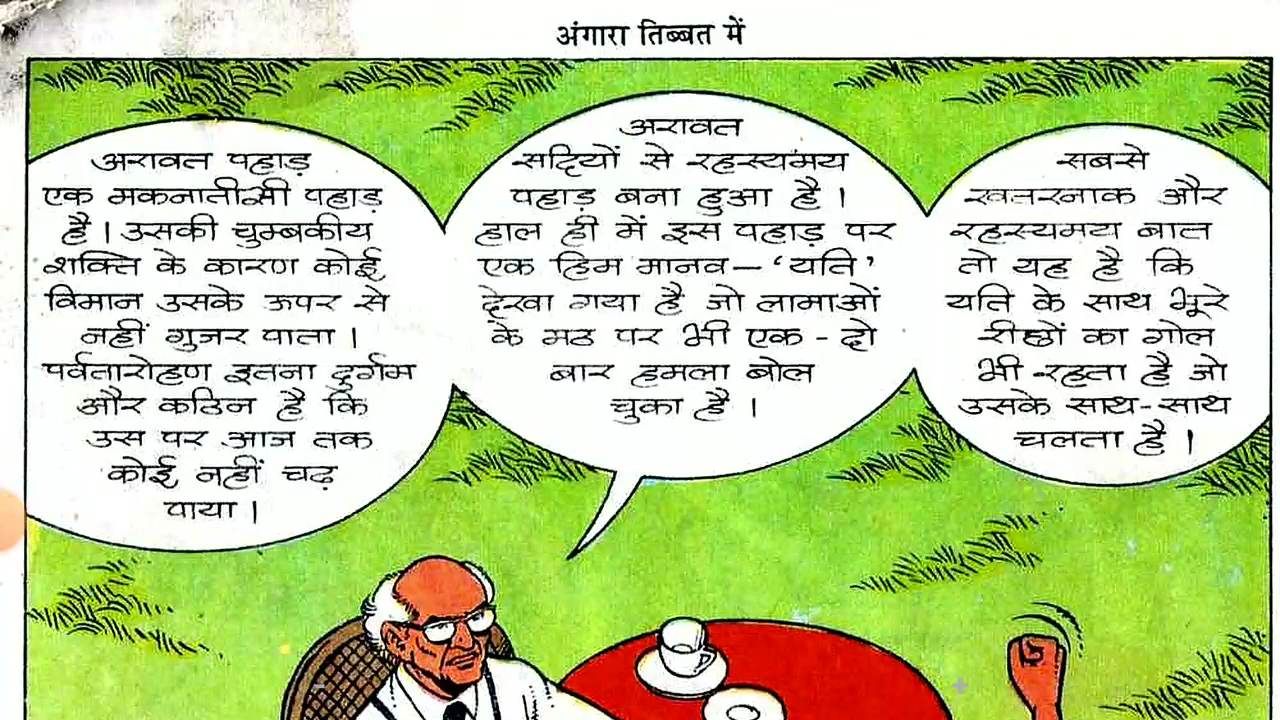 अंगारा तिब्बत में
अरावत पहाड़
एक मकनातीसी पहाड़
है। उसकी चुम्बकीय
शक्ति के कारण कोई
विमान उसके ऊपर से
नहीं गुजर पाता।
पर्वतारोहण इतना दुर्गम
और कठिन है कि
उस पर आज तक
कोई नहीं चढ़
पाया।
अरावत
सदियों से रहस्यमय
पहाड़ बना हुआ है।
हाल ही में इस पहाड़ पर
एक हिम मानव – ‘यति’
देखा गया है जो लामाओं
के मठ पर भी एक - दो
बार हमला बोल
चुका है।
सबसे
खतरनाक और
रहस्यमय बात
तो यह है कि
यति के साथ भूरे
रीछों का गोल
भी रहता है जो
उसके साथ-साथ
चलता है।